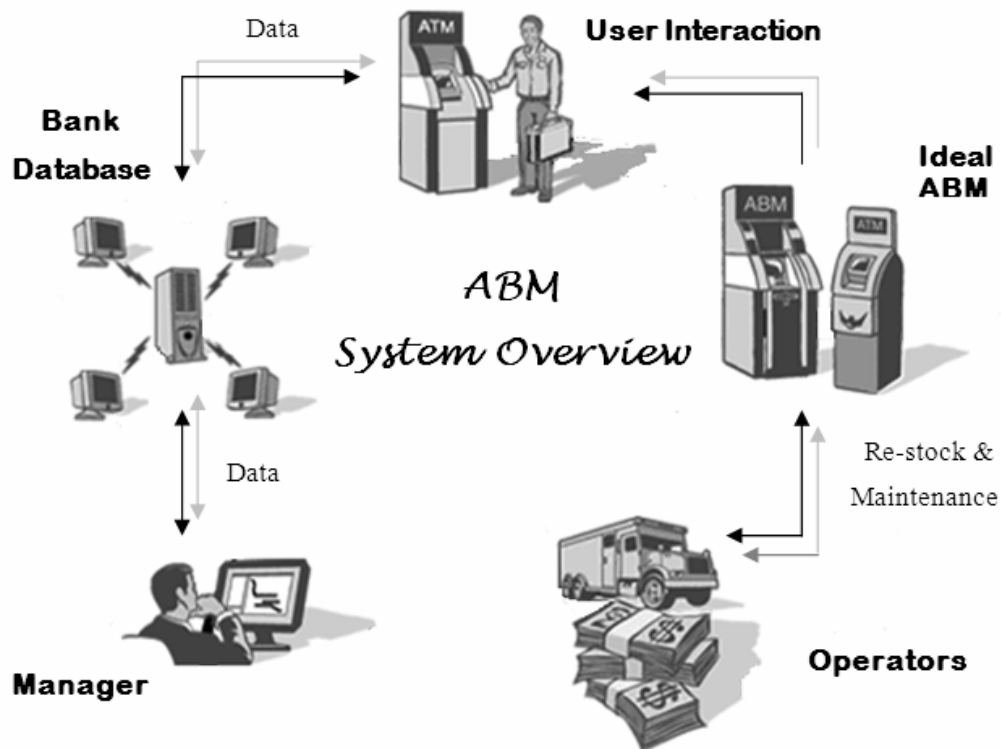 Data
ATM
User Interaction
Bank
Database
Ideal
ABM
ABM
ATM
ABM
System Overview
Data
Re-stock &
Maintenance
$
$
$
Manager
Operators